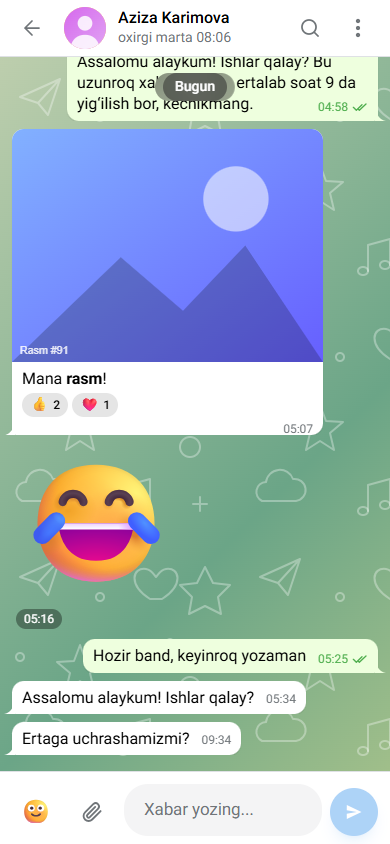 Aziza Karimova
oxirgi marta 08:06
Assalomu alaykum! Ishlar qalay? Bu
uzunroq ertalab soat 9 da
yig‘ilish bor, kechikmang. 04:58
Bugun
Rasm #91
Mana rasm!
👍 2 ❤️ 1
05:07
05:16
Hozir band, keyinroq yozaman 05:25
Assalomu alaykum! Ishlar qalay? 05:34
Ertaga uchrashamizmi? 09:34
Xabar yozing...